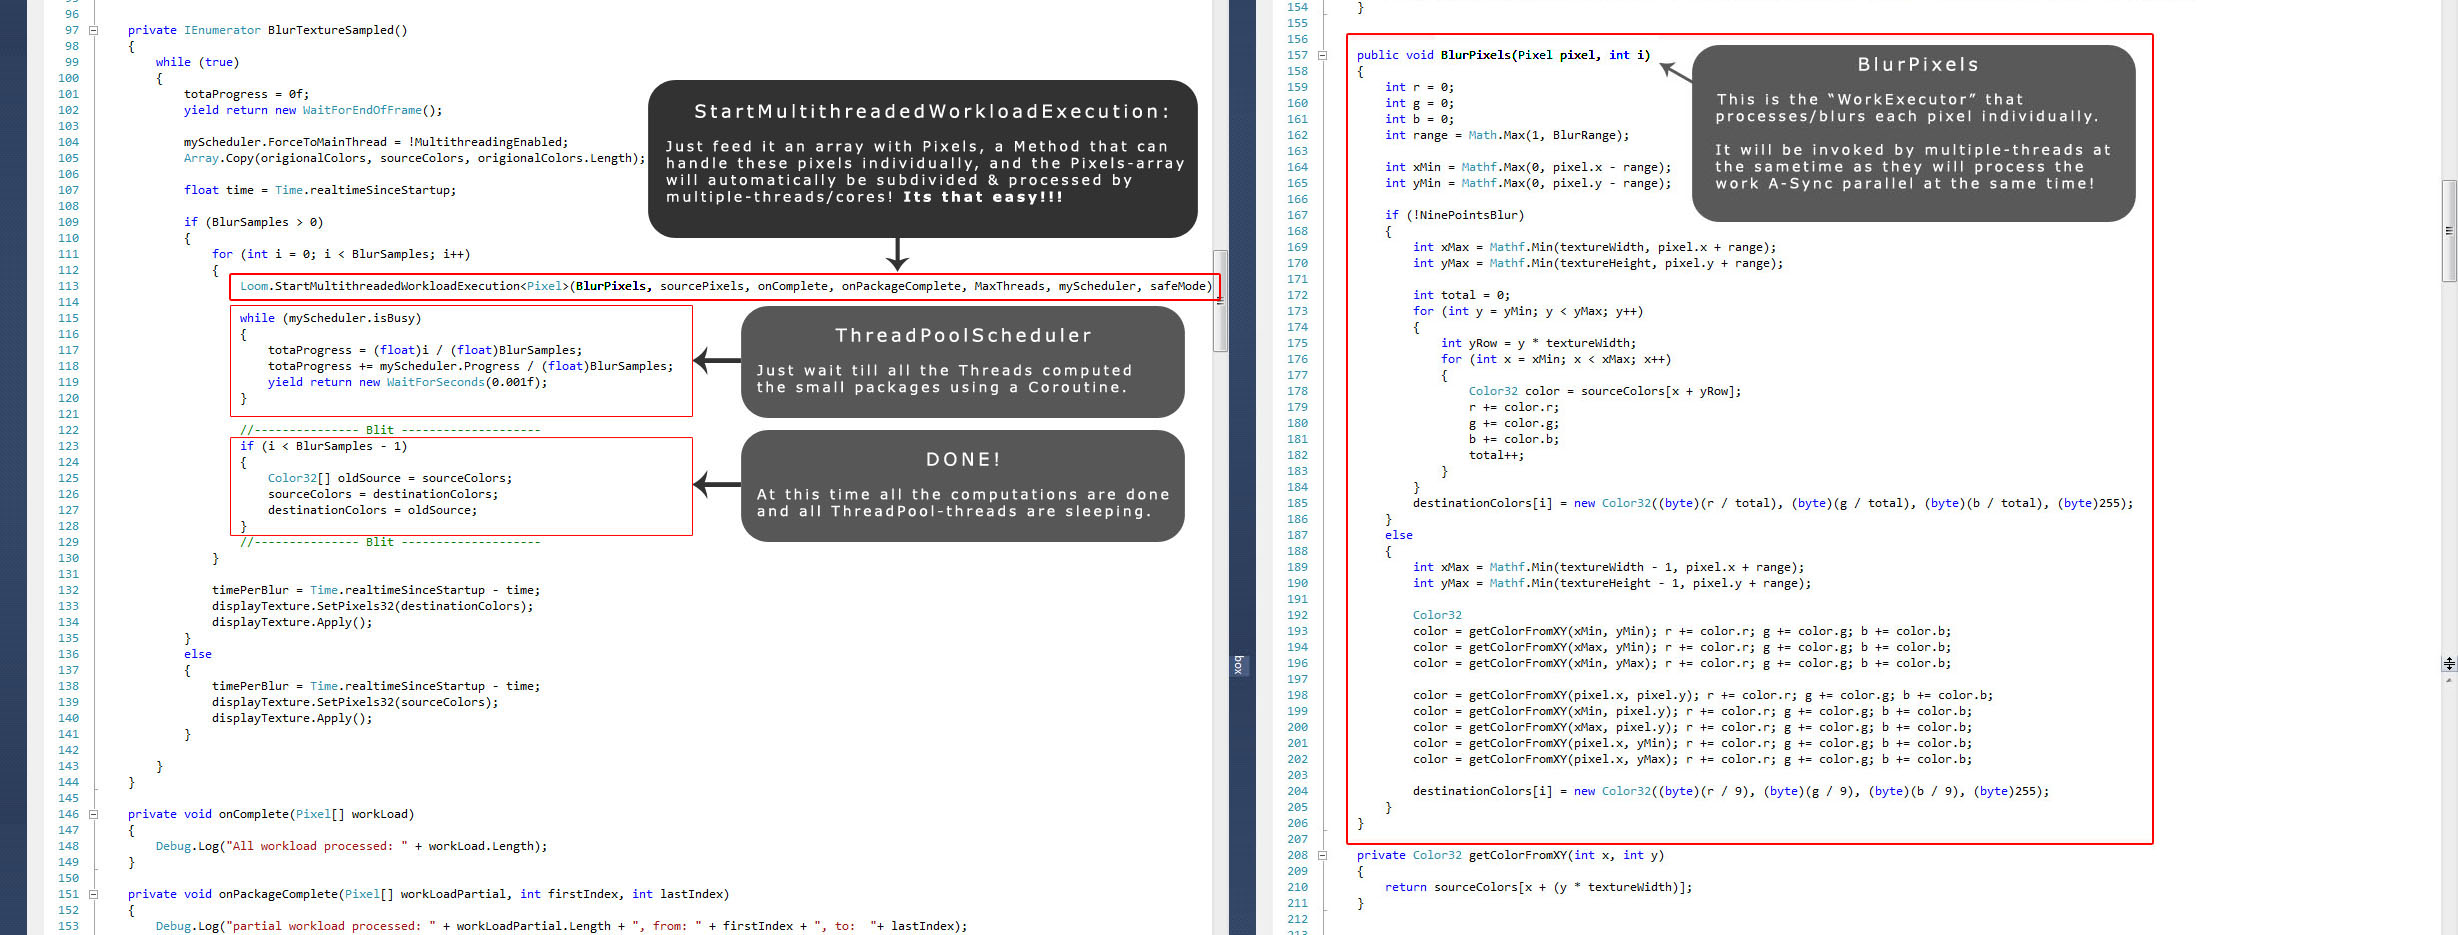 96
97 private IEnumerator BlurTextureSampled()
98 {
99 while (true)
100 {
101 totaProgress = 0f;
102 yield return new WaitForEndOfFrame();
103
104 myScheduler.ForceToMainThread = !MultithreadingEnabled;
105 Array.Copy(origionalColors, sourceColors, origionalColors.Length);
106
107 float time = Time.realtimeSinceStartup;
108
109 if (BlurSamples > 0)
110 {
111 for (int i = 0; i < BlurSamples; i++)
112 {
113 Loom.StartMultithreadedWorkloadExecution<Pixel>(BlurPixels, sourcePixels, onComplete, onPackageComplete, MaxThreads, myScheduler, safeMode)
114
115 while (myScheduler.isBusy)
116 {
117 totaProgress = (float)i / (float)BlurSamples;
118 totaProgress += myScheduler.Progress / (float)BlurSamples;
119 yield return new WaitForSeconds(0.001f);
120 }
121
122 //--------------- Blit --------------------
123 if (i < BlurSamples - 1)
124 {
125 Color32[] oldSource = sourceColors;
126 sourceColors = destinationColors;
127 destinationColors = oldSource;
128 }
129 //--------------- Blit --------------------
130 }
131
132 timePerBlur = Time.realtimeSinceStartup - time;
133 displayTexture.SetPixels32(destinationColors);
134 displayTexture.Apply();
135 }
136 else
137 {
138 timePerBlur = Time.realtimeSinceStartup - time;
139 displayTexture.SetPixels32(sourceColors);
140 displayTexture.Apply();
141 }
142
143 }
144 }
145
146 private void onComplete(Pixel[] workLoad)
147 {
148 Debug.Log("All workload processed: " + workLoad.Length);
149 }
150
151 private void onPackageComplete(Pixel[] workLoadPartial, int firstIndex, int lastIndex)
152 {
153 Debug.Log("partial workload processed: " + workLoadPartial.Length + ", from: " + firstIndex + ", to:  "+ lastIndex);
StartMultithreadedWorkloadExecution:
Just feed it an array with Pixels, a Method that can
handle these pixels individually, and the Pixels-array
will automatically be subdivided & processed by
multiple-threads/cores! Its that easy!!!
ThreadPoolScheduler
Just wait till all the Threads computed
the small packages using a Coroutine.
DONE!
At this time all the computations are done
and all ThreadPool-threads are sleeping.
box
154 }
155
156
157 public void BlurPixels(Pixel pixel, int i)
158 {
159 int r = 0;
160 int g = 0;
161 int b = 0;
162 int range = Math.Max(1, BlurRange);
163
164 int xMin = Mathf.Max(0, pixel.x - range);
165 int yMin = Mathf.Max(0, pixel.y - range);
166
167 if (!NinePointsBlur)
168 {
169 int xMax = Mathf.Min(textureWidth, pixel.x + range);
170 int yMax = Mathf.Min(textureHeight, pixel.y + range);
171
172 int total = 0;
173 for (int y = yMin; y < yMax; y++)
174 {
175 int yRow = y * textureWidth;
176 for (int x = xMin; x < xMax; x++)
177 {
178 Color32 color = sourceColors[x + yRow];
179 r += color.r;
180 g += color.g;
181 b += color.b;
182 total++;
183 }
184 }
185 destinationColors[i] = new Color32((byte)(r / total), (byte)(g / total), (byte)(b / total), (byte)255);
186 }
187 else
188 {
189 int xMax = Mathf.Min(textureWidth - 1, pixel.x + range);
190 int yMax = Mathf.Min(textureHeight - 1, pixel.y + range);
191
192 Color32
193 color = getColorFromXY(xMin, yMin); r += color.r; g += color.g; b += color.b;
194 color = getColorFromXY(xMax, yMin); r += color.r; g += color.g; b += color.b;
196 color = getColorFromXY(xMin, yMax); r += color.r; g += color.g; b += color.b;
197
198 color = getColorFromXY(pixel.x, pixel.y); r += color.r; g += color.g; b += color.b;
199 color = getColorFromXY(xMin, pixel.y); r += color.r; g += color.g; b += color.b;
200 color = getColorFromXY(xMax, pixel.y); r += color.r; g += color.g; b += color.b;
201 color = getColorFromXY(pixel.x, yMin); r += color.r; g += color.g; b += color.b;
202 color = getColorFromXY(pixel.x, yMax); r += color.r; g += color.g; b += color.b;
203
204 destinationColors[i] = new Color32((byte)(r / 9), (byte)(g / 9), (byte)(b / 9), (byte)255);
205 }
206 }
207
208 private Color32 getColorFromXY(int x, int y)
209 {
210 return sourceColors[x + (y * textureWidth)];
211 }
212
BlurPixels
This is the “WorkExecutor” that
processes/blurs each pixel individually.
It will be invoked by multiple-threads at
the sametime as they will process the
work A-Sync parallel at the same time!